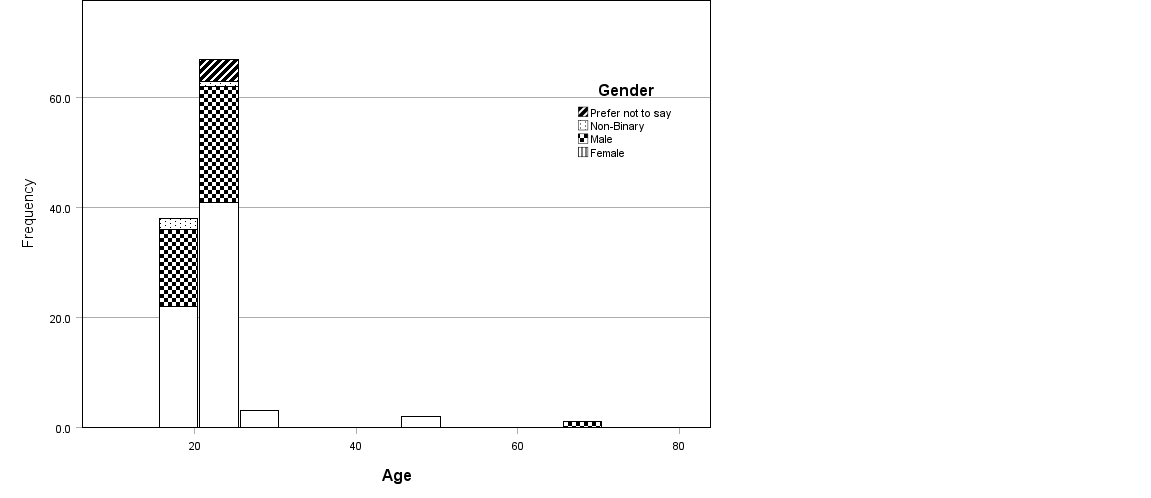 Gender
Prefer not to say
Non-Binary
Male
Female
Frequency
60.0
40.0
20.0
0.0
20 40 60 80
Age